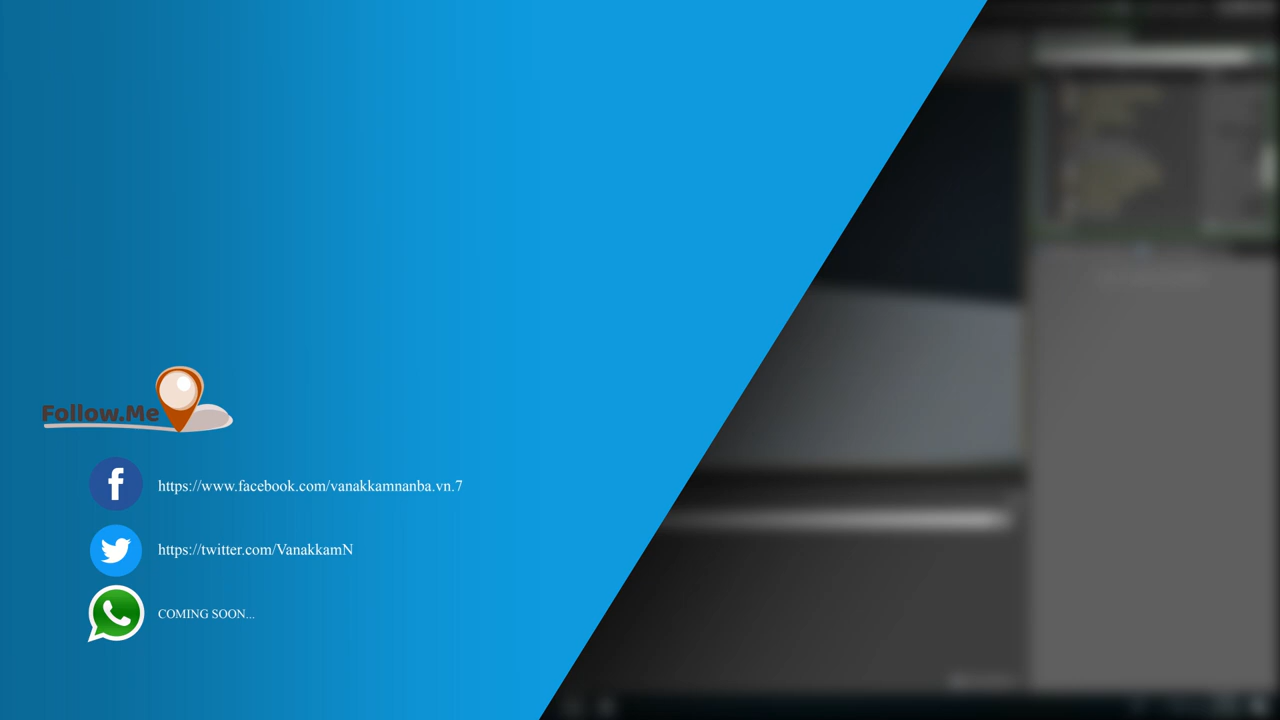 Follow.Me
https://www.facebook.com/vanakkamnanba.vn.7
https://twitter.com/VanakkamN
COMING SOON...